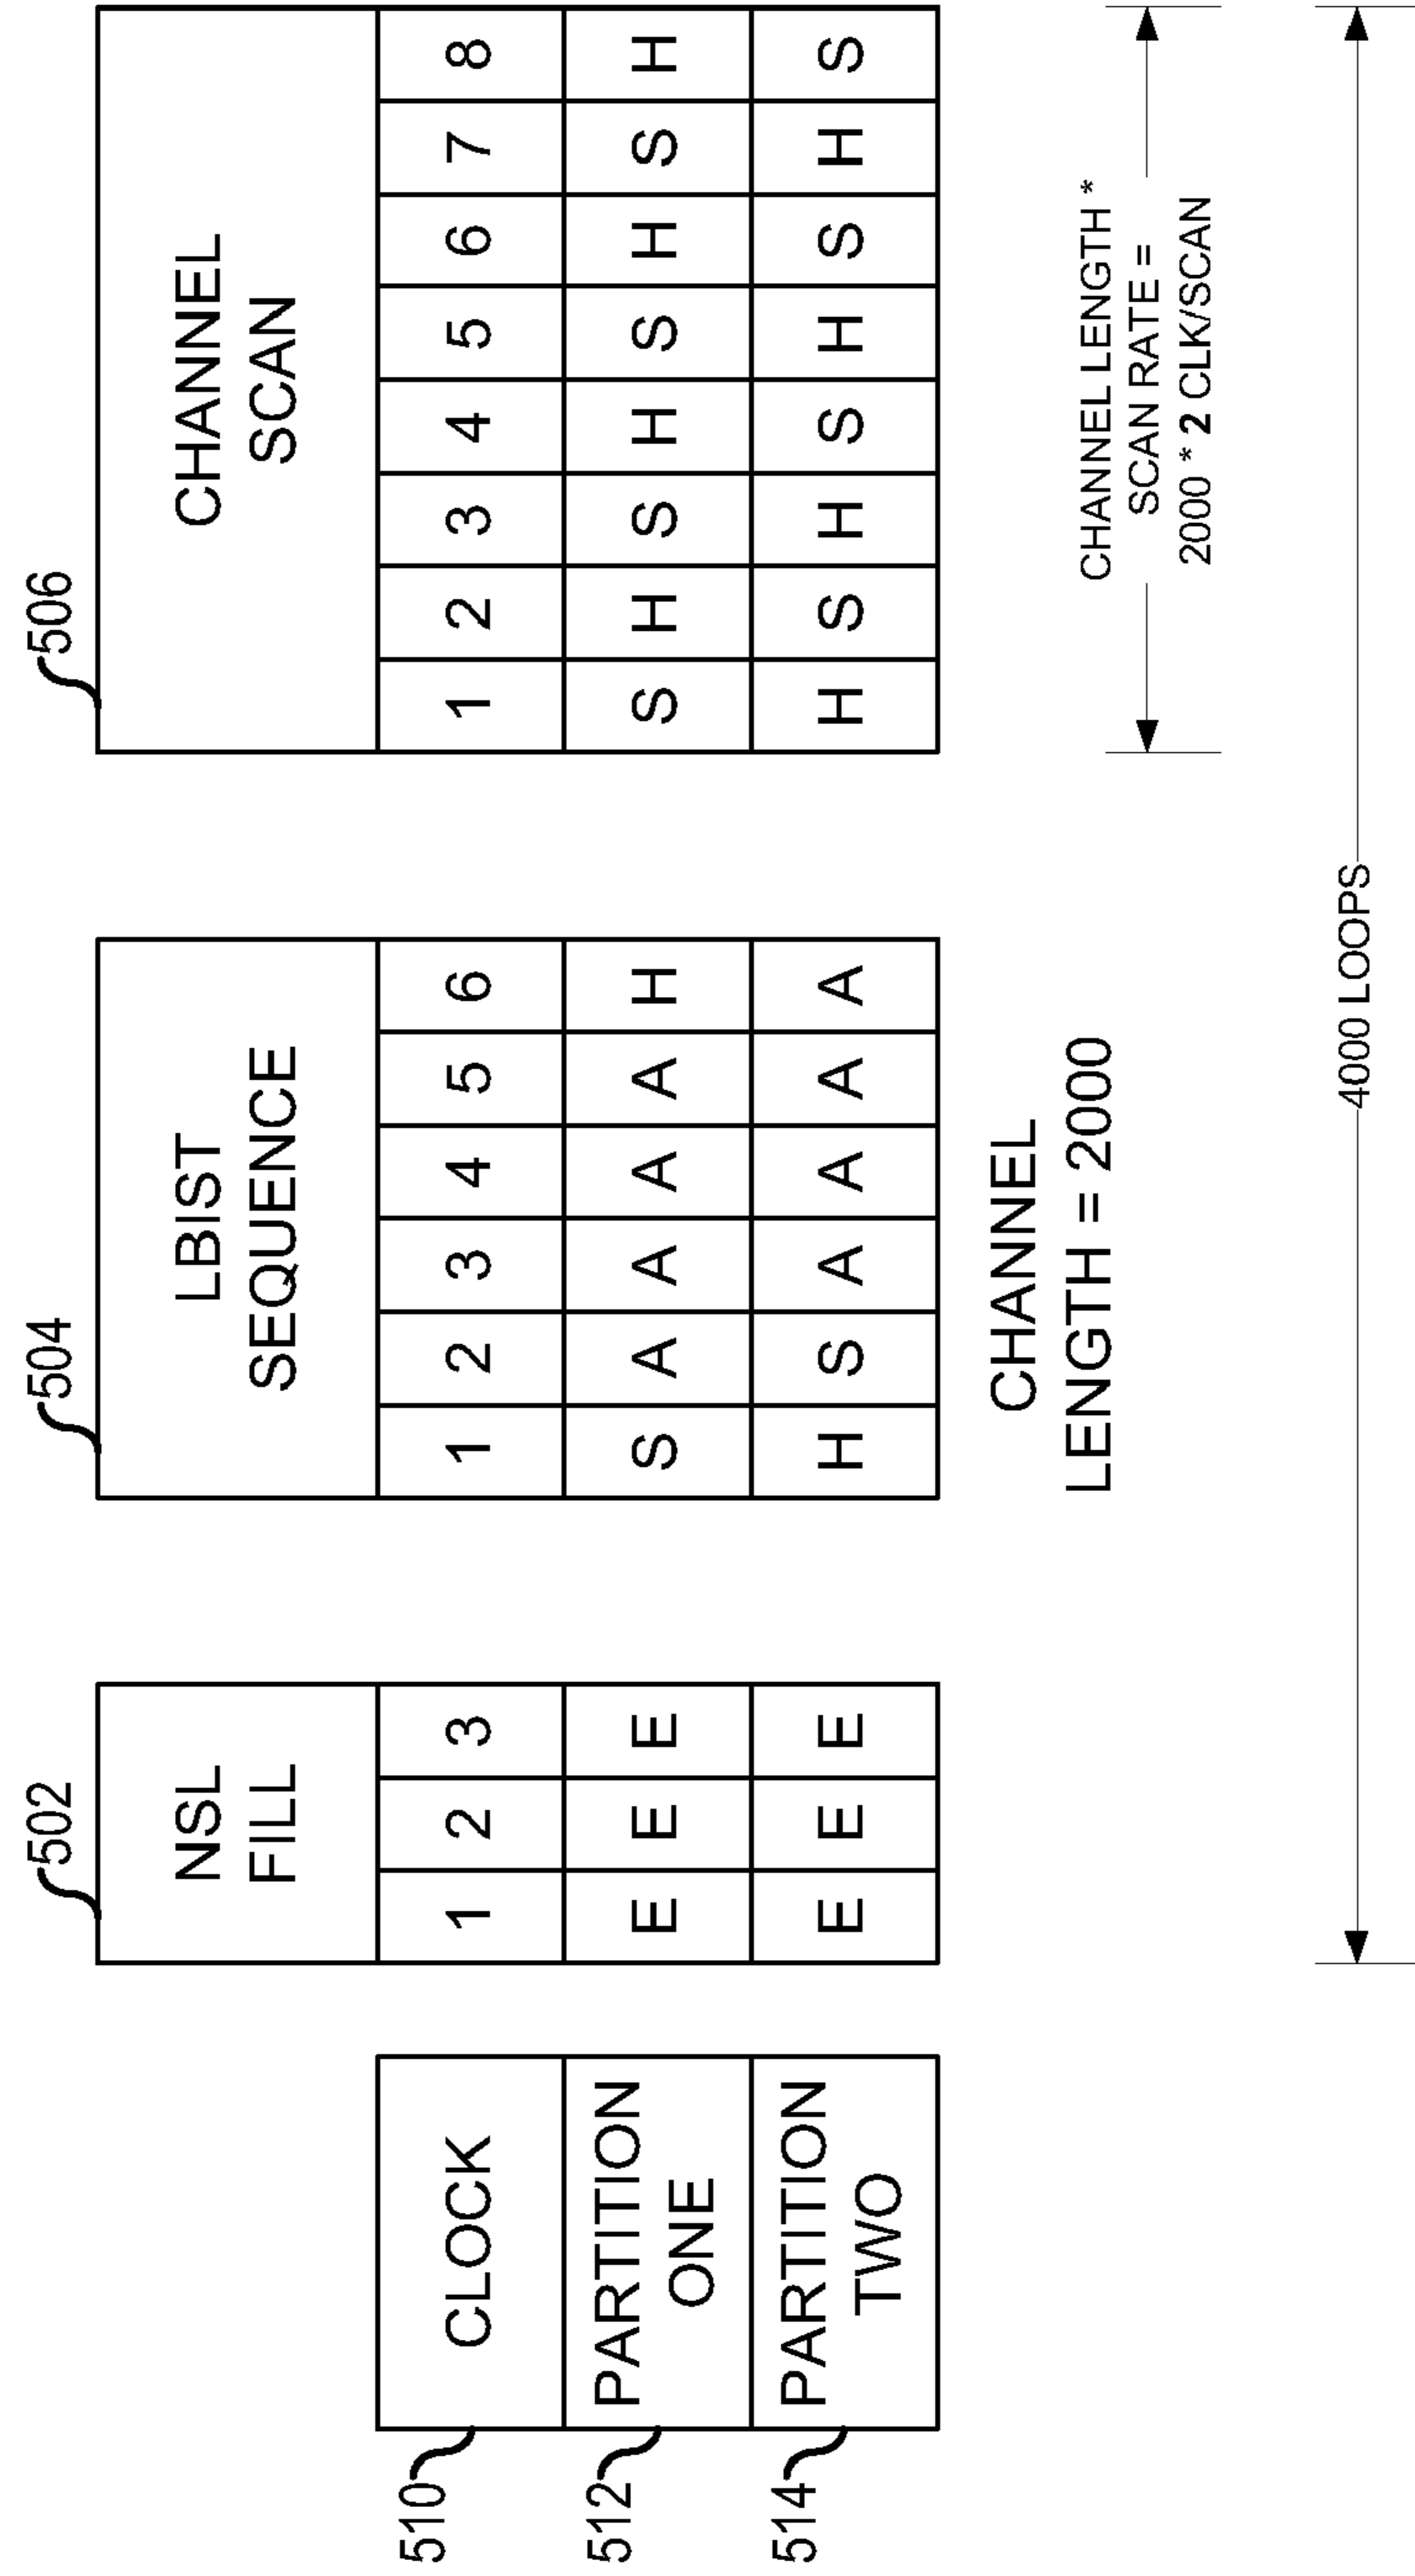 502
504
506
NSL
FILL
LBIST
SEQUENCE
CHANNEL
SCAN
510
CLOCK
1 2 3
1 2 3 4 5 6
1 2 3 4 5 6 7 8
512
PARTITION
ONE
E E E
S A A A A H
S H S H S H S H
514
PARTITION
TWO
E E E
H S A A A A
H S H S H S H S
CHANNEL
LENGTH = 2000
CHANNEL LENGTH *
SCAN RATE =
2000 * 2 CLK/SCAN
4000 LOOPS